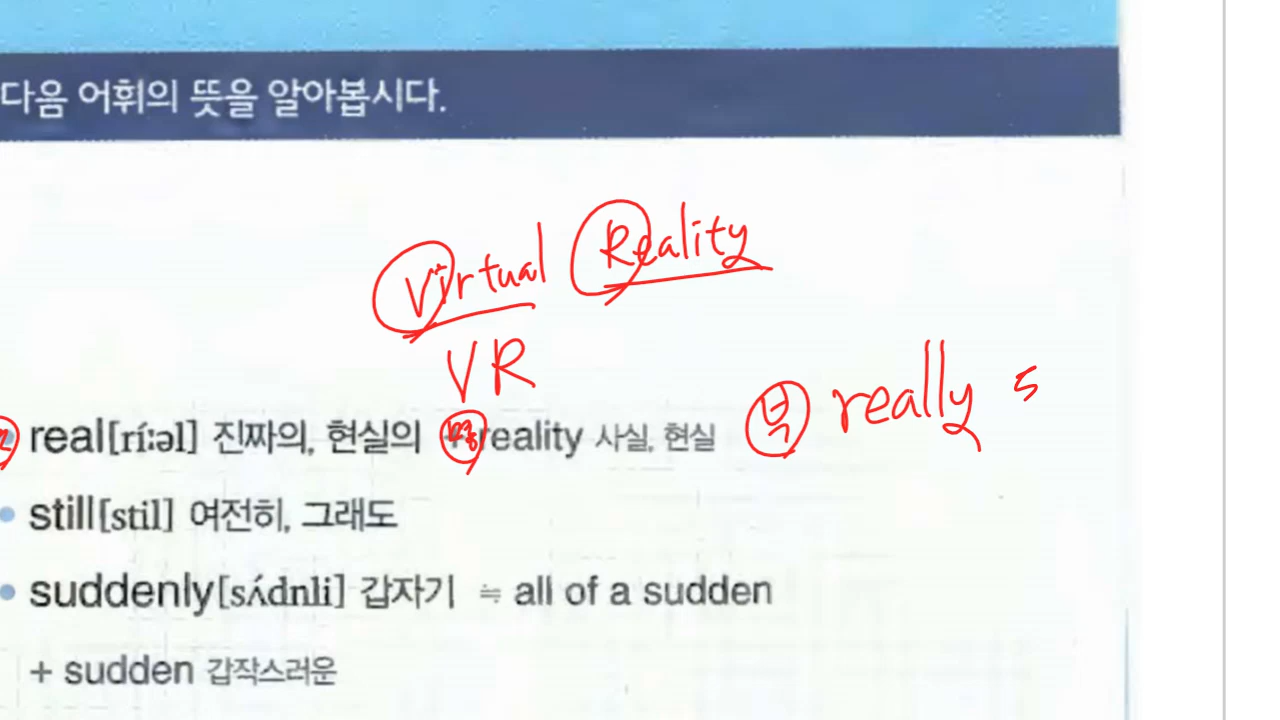 다음 어휘의 뜻을 알아봅시다.
Virtual Reality
VR
real[ríːəl] 진짜의, 현실의 명 reality 사실, 현실 부 really
still[stil] 여전히, 그래도
suddenly[sʌ́dnli] 갑자기 ≒ all of a sudden
+ sudden 갑작스러운